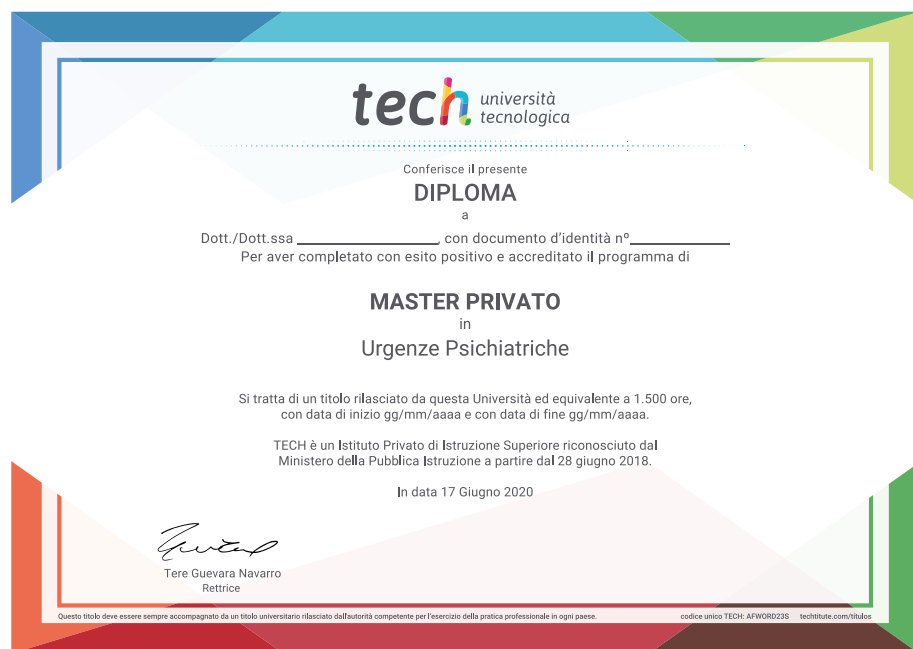 tech università
tecnologica
Conferisce il presente
DIPLOMA
a
Dott./Dott.ssa ________________, con documento d'identità nº____________
Per aver completato con esito positivo e accreditato il programma di
MASTER PRIVATO
in
Urgenze Psichiatriche
Si tratta di un titolo rilasciato da questa Università ed equivalente a 1.500 ore,
con data di inizio gg/mm/aaaa e con data di fine gg/mm/aaaa.
TECH è un Istituto Privato di Istruzione Superiore riconosciuto dal
Ministero della Pubblica Istruzione a partire dal 28 giugno 2018.
In data 17 Giugno 2020
Tere Guevara Navarro
Rettrice
Questo titolo deve essere sempre accompagnato da un titolo universitario rilasciato dall'autorità competente per l'esercizio della pratica professionale in ogni paese. codice unico TECH: AFWORD23S techtitute.com/titulos